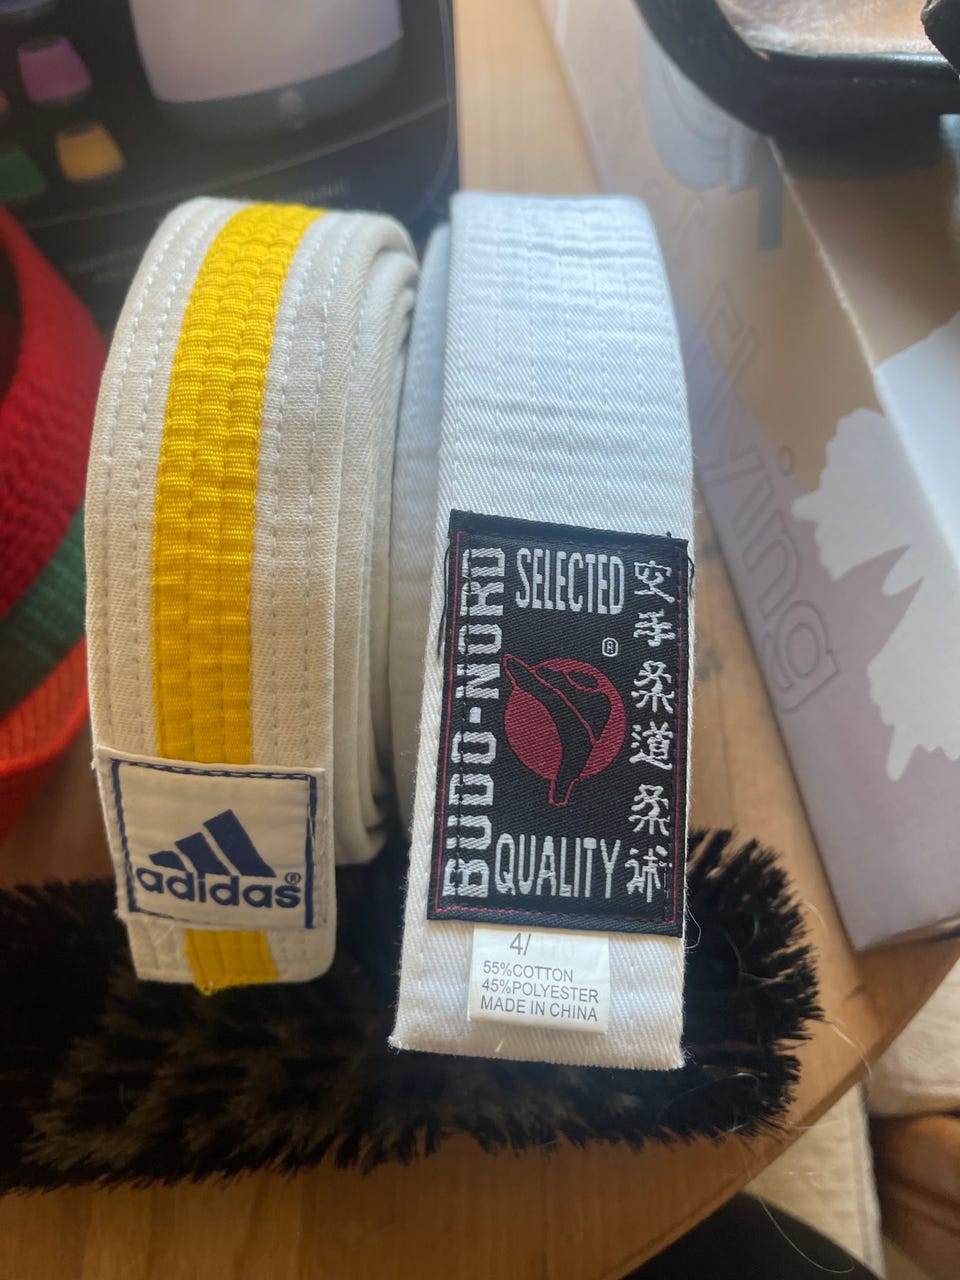 adidas®
BUDO-NORD
SELECTED
®
QUALITY
空手柔道柔術
4/
55%COTTON
45%POLYESTER
MADE IN CHINA
Flying